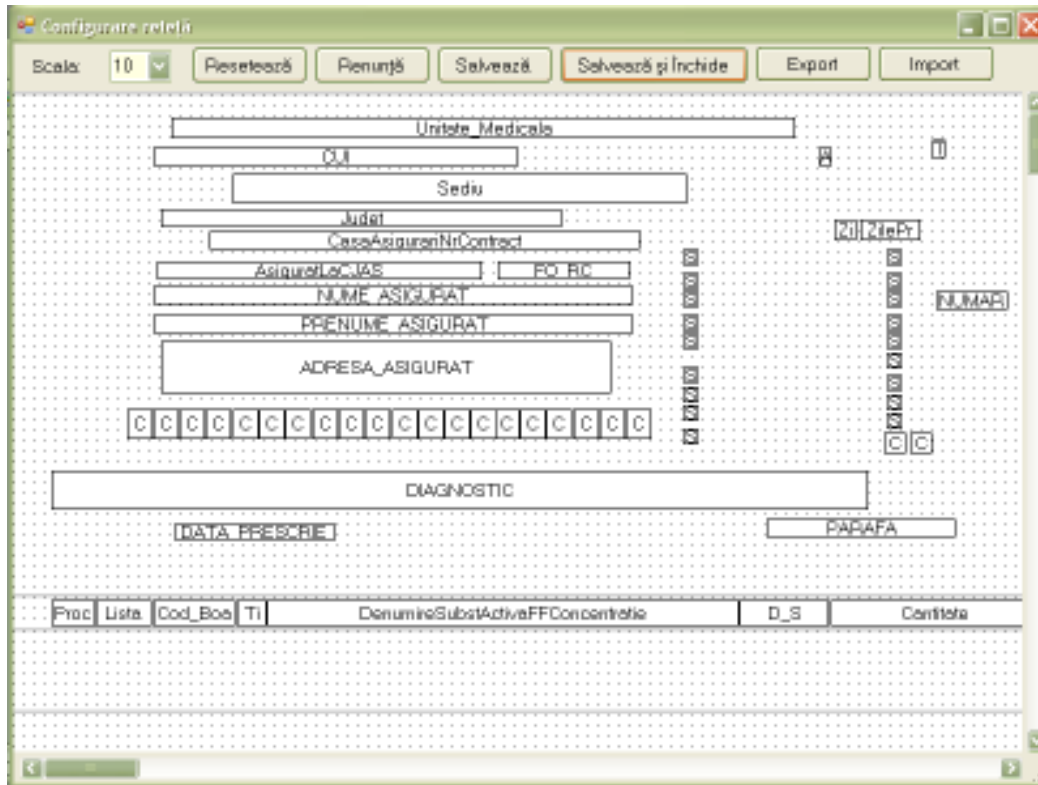 Configurare rețetă
Scala: 10 Resetează Renunță Salvează Salvează și Închide Export Import
Unitate_Medicala
CUI
T
Sediu
Judet
Zi ZilePr
CasaAsigurariNrContract
S S
AsiguratLaCJAS FO_RC
S S
NUME_ASIGURAT
S S
NUMAR
PRENUME_ASIGURAT
S S
S S
S
ADRESA_ASIGURAT
S S
S S
S S
C C C C C C C C C C C C C C C C C C C C
S
C C
DIAGNOSTIC
DATA_PRESCRIE PARAFA
Proc Lista Cod_Boa Ti DenumireSubstActivaFFConcentratie D_S Cantitate